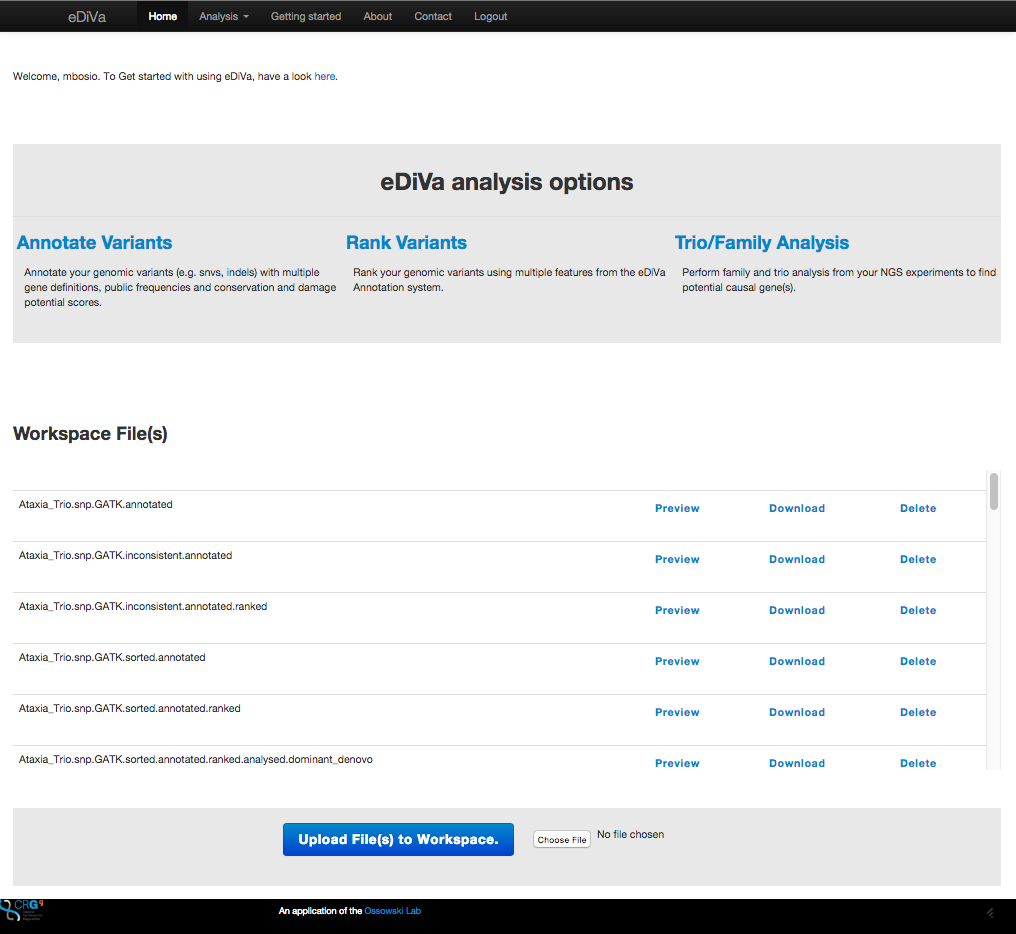 eDiVa Home Analysis Getting started About Contact Logout
Welcome, mbosio. To Get started with using eDiVa, have a look here.
eDiVa analysis options
Annotate Variants
Annotate your genomic variants (e.g. snvs, indels) with multiple
gene definitions, public frequencies and conservation and damage
potential scores.
Rank Variants
Rank your genomic variants using multiple features from the eDiVa
Annotation system.
Trio/Family Analysis
Perform family and trio analysis from your NGS experiments to find
potential causal gene(s).
Workspace File(s)
Ataxia_Trio.snp.GATK.annotated Preview Download Delete
Ataxia_Trio.snp.GATK.inconsistent.annotated Preview Download Delete
Ataxia_Trio.snp.GATK.inconsistent.annotated.ranked Preview Download Delete
Ataxia_Trio.snp.GATK.sorted.annotated Preview Download Delete
Ataxia_Trio.snp.GATK.sorted.annotated.ranked Preview Download Delete
Ataxia_Trio.snp.GATK.sorted.annotated.ranked.analysed.dominant_denovo Preview Download Delete
Upload File(s) to Workspace. Choose File No file chosen
CRG
An application of the Ossowski Lab